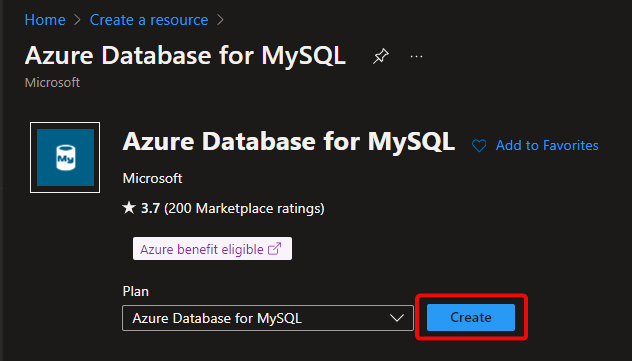 Home > Create a resource >
Azure Database for MySQL ...
Microsoft
My
Azure Database for MySQL
Add to Favorites
Microsoft
★ 3.7 (200 Marketplace ratings)
Azure benefit eligible
Plan
Azure Database for MySQL
Create